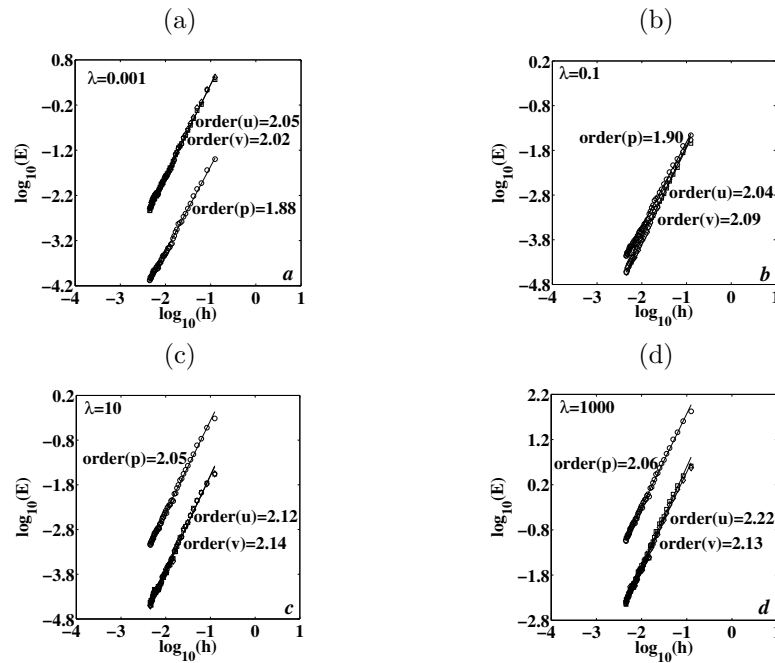 (a)
λ=0.001
0.8
−0.2
−1.2
−2.2
−3.2
−4.2
log10(E)
order(u)=2.05
order(v)=2.02
order(p)=1.88
a
−4 −3 −2 −1 0 1
log10(h)
(b)
λ=0.1
0.2
−0.8
−1.8
−2.8
−3.8
−4.8
log10(E)
order(p)=1.90
order(u)=2.04
order(v)=2.09
b
−4 −3 −2 −1 0 1
log10(h)
(c)
λ=10
0.2
−0.8
−1.8
−2.8
−3.8
−4.8
log10(E)
order(p)=2.05
order(u)=2.12
order(v)=2.14
c
−4 −3 −2 −1 0 1
log10(h)
(d)
λ=1000
2.2
1.2
0.2
−0.8
−1.8
−2.8
log10(E)
order(p)=2.06
order(u)=2.22
order(v)=2.13
d
−4 −3 −2 −1 0 1
log10(h)